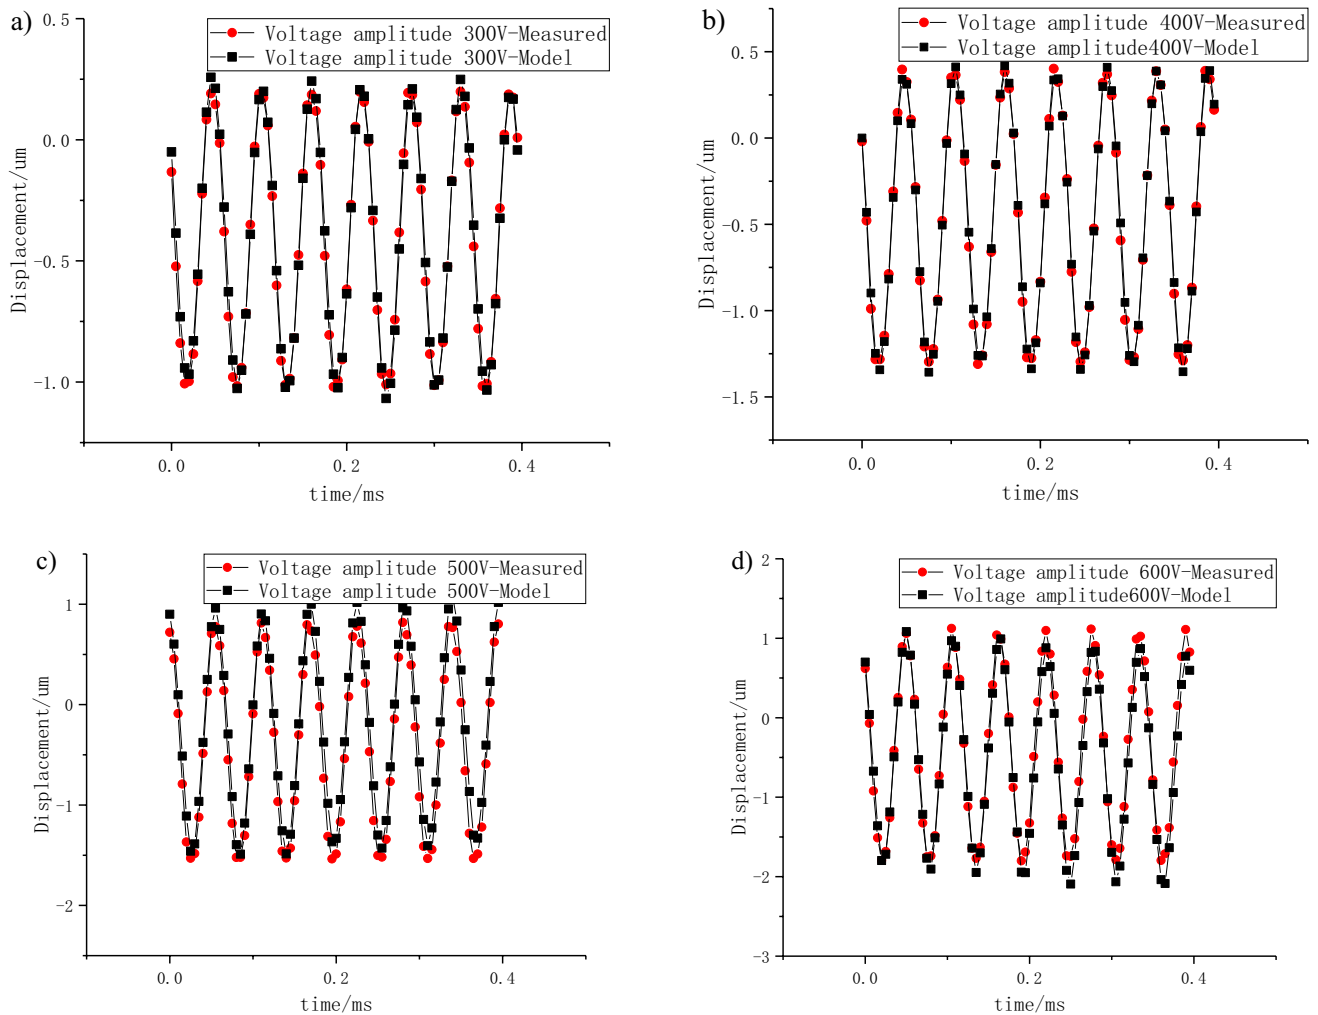 a)
Voltage amplitude 300V-Measured
Voltage amplitude 300V-Model
0.5
0.0
-0.5
-1.0
Displacement/um
0.0 0.2 0.4
time/ms
b)
Voltage amplitude 400V-Measured
Voltage amplitude400V-Model
0.5
0.0
-0.5
-1.0
-1.5
Displacement/um
0.0 0.2 0.4
time/ms
c)
Voltage amplitude 500V-Measured
Voltage amplitude 500V-Model
1
0
-1
-2
Displacement/um
0.0 0.2 0.4
time/ms
d)
Voltage amplitude 600V-Measured
Voltage amplitude600V-Model
2
1
0
-1
-2
-3
Displacement/um
0.0 0.2 0.4
time/ms